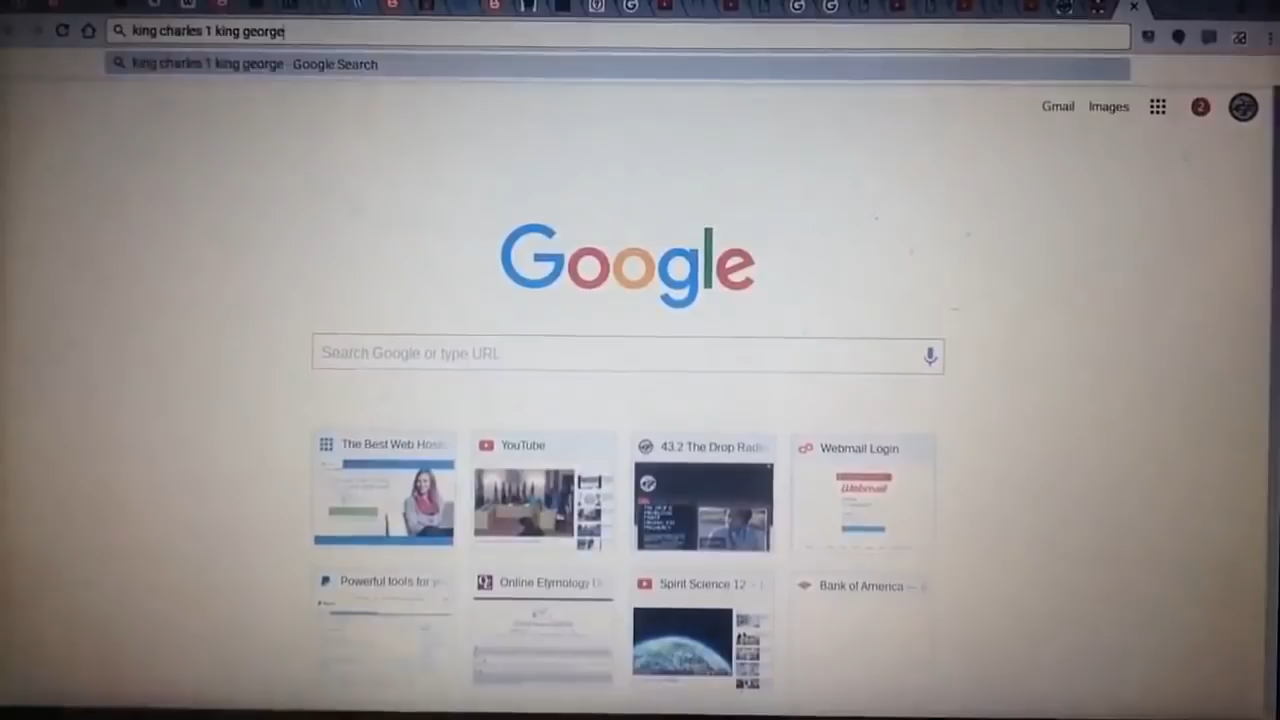 king charles 1 king george
king charles 1 king george - Google Search
Gmail Images
2
Google
Search Google or type URL
The Best Web Hos
YouTube
43.2 The Drop Radi
Webmail Login
Webmail
Powerful tools for y
Online Etymology D
Spirit Science 12 -
Bank of America —